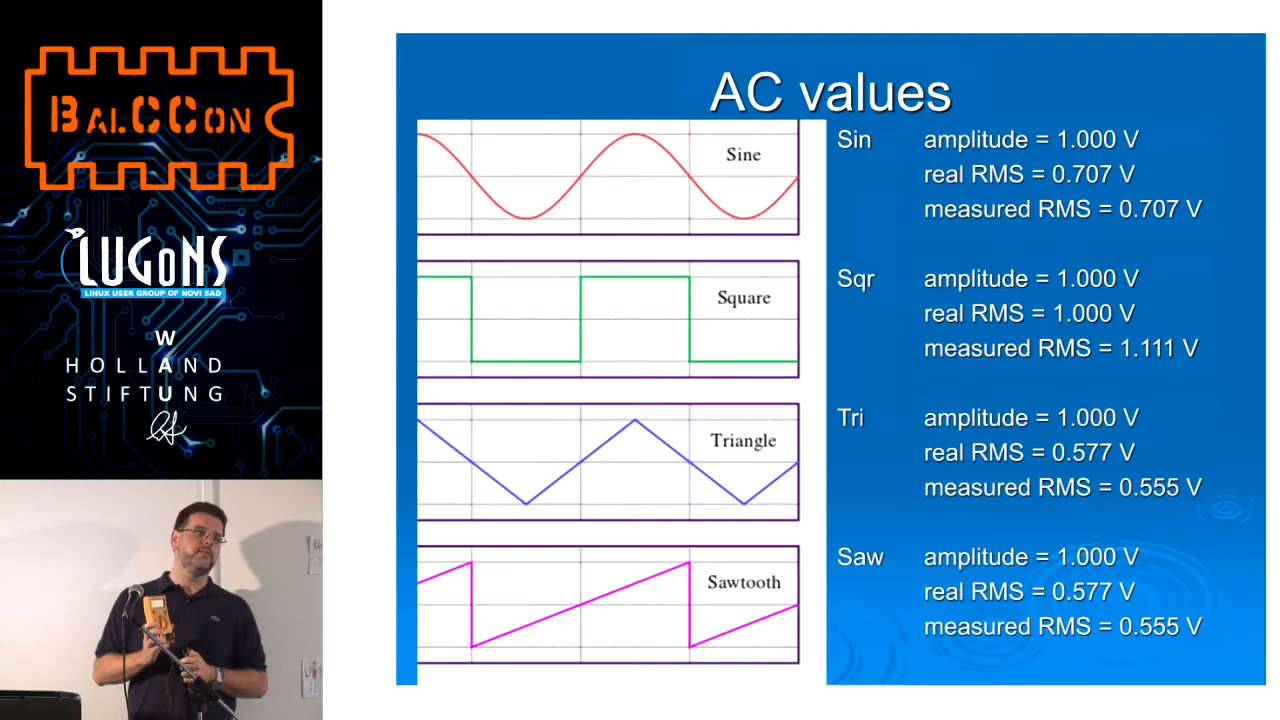 BALCCON
LUGoNS
LINUX USER GROUP OF NOVI SAD
W
HOLLAND
STIFTUNG
AC values
Sine
Square
Triangle
Sawtooth
Sin amplitude = 1.000 V
real RMS = 0.707 V
measured RMS = 0.707 V
Sqr amplitude = 1.000 V
real RMS = 1.000 V
measured RMS = 1.111 V
Tri amplitude = 1.000 V
real RMS = 0.577 V
measured RMS = 0.555 V
Saw amplitude = 1.000 V
real RMS = 0.577 V
measured RMS = 0.555 V